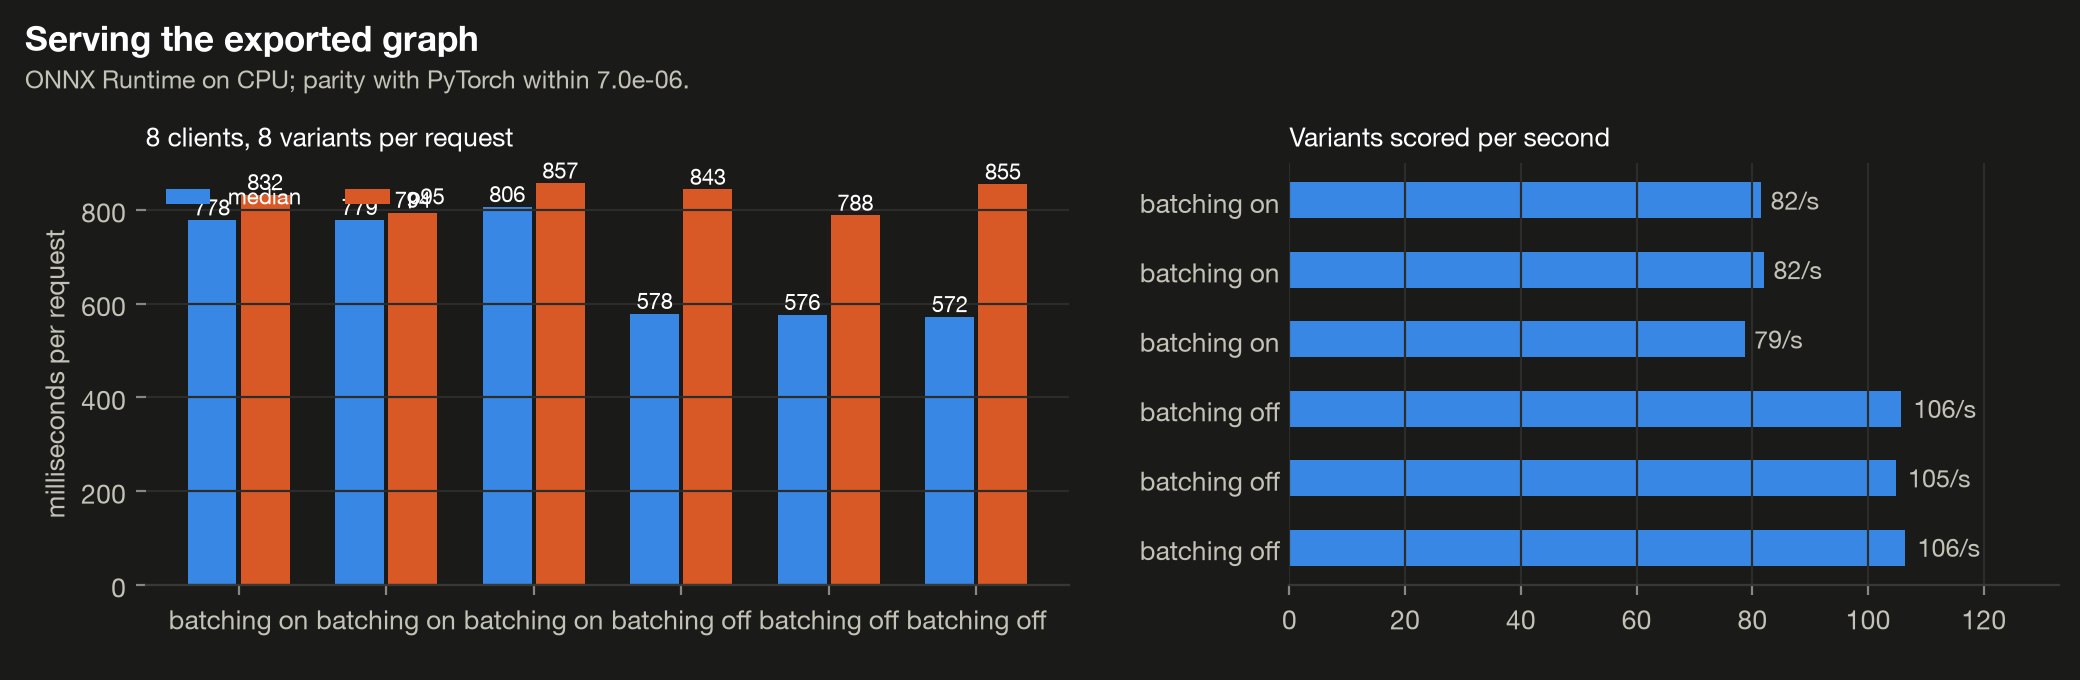 Serving the exported graph
ONNX Runtime on CPU; parity with PyTorch within 7.0e-06.
8 clients, 8 variants per request
median
p95
milliseconds per request
800
600
400
200
0
778
832
779
794
806
857
578
843
576
788
572
855
batching on
batching on
batching on
batching off
batching off
batching off
Variants scored per second
batching on
82/s
batching on
82/s
batching on
79/s
batching off
106/s
batching off
105/s
batching off
106/s
0
20
40
60
80
100
120